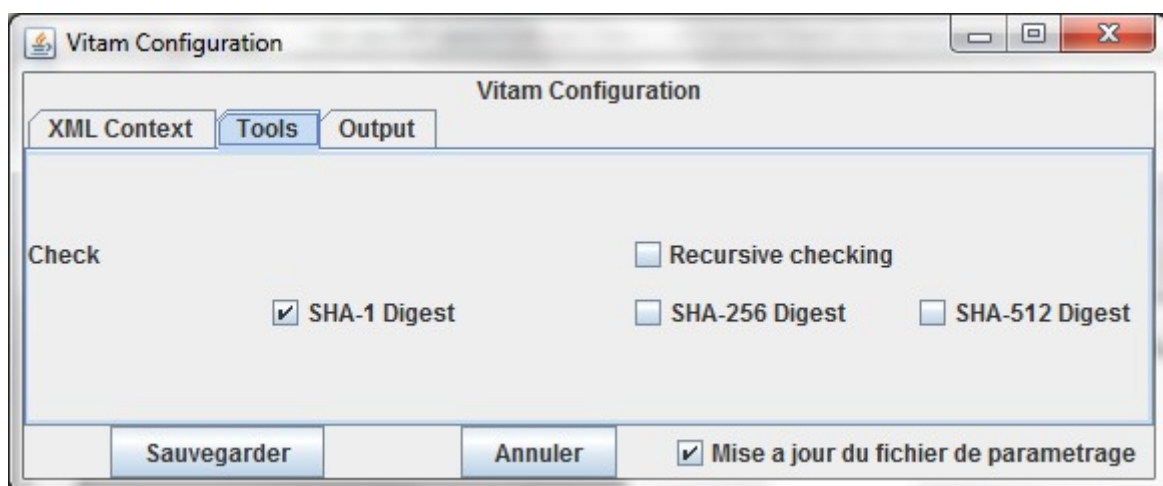 Vitam Configuration
Vitam Configuration
XML Context Tools Output
Check Recursive checking
SHA-1 Digest SHA-256 Digest SHA-512 Digest
Sauvegarder Annuler Mise a jour du fichier de parametrage